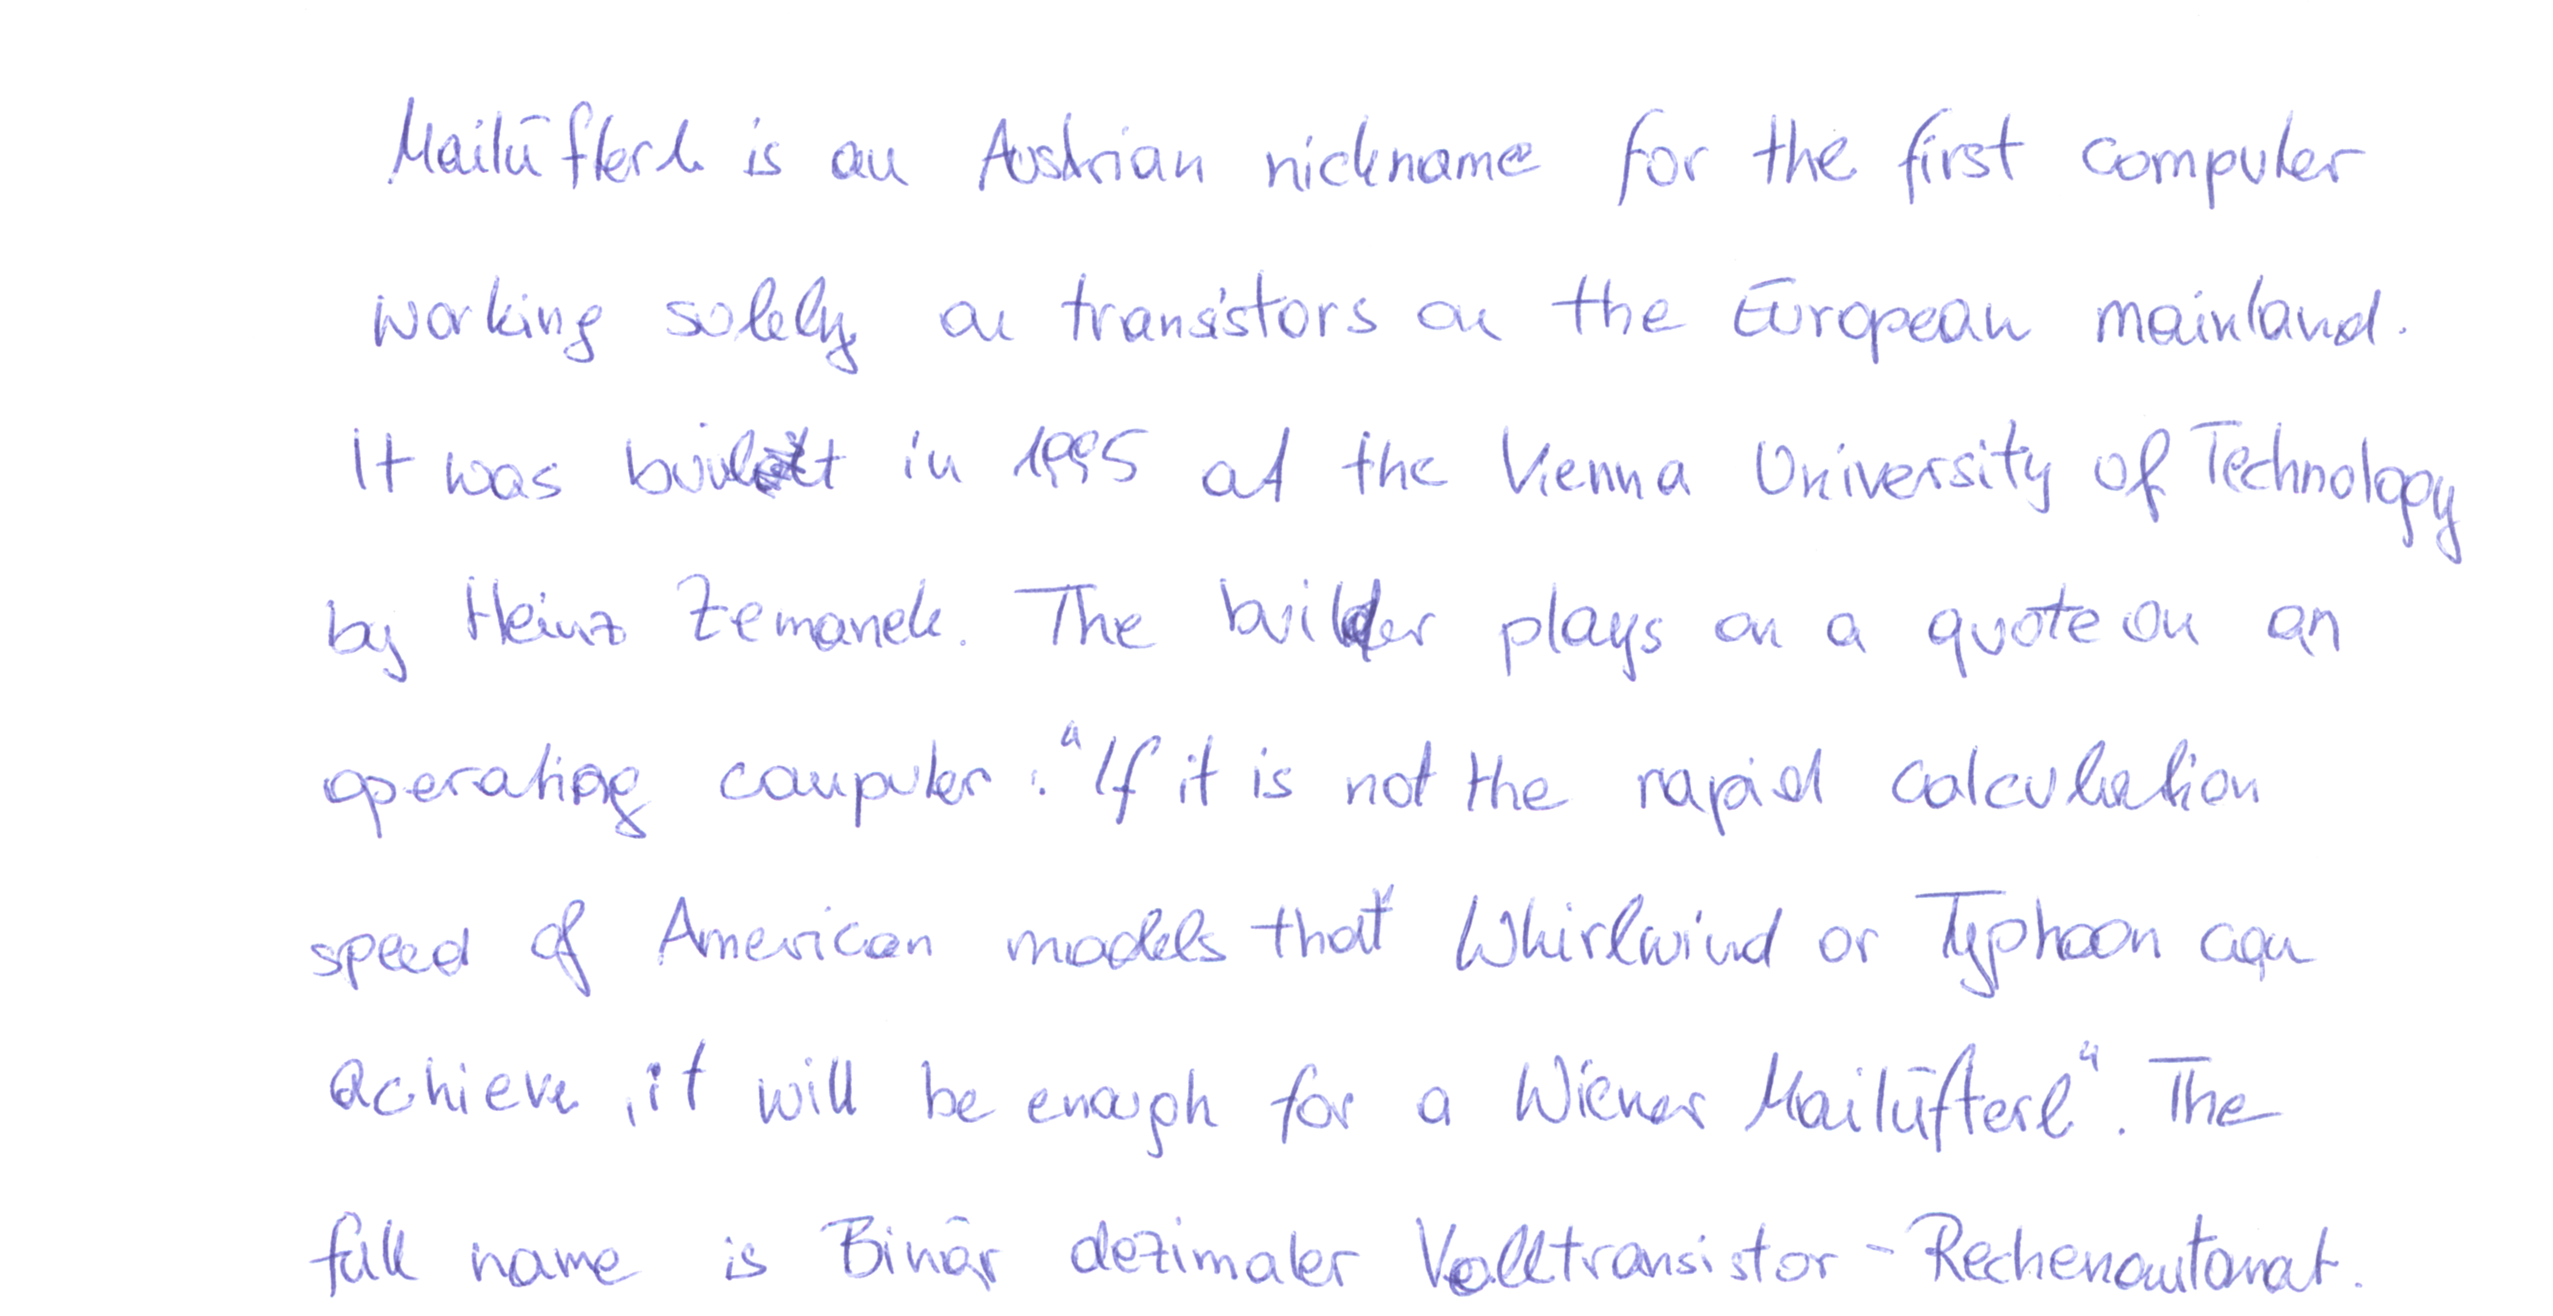 Mailüfterl is an Austrian nickname for the first computer
working solely on transistors on the European mainland.
It was built in 1995 at the Vienna University of Technology
by Heinz Zemanek. The builder plays on a quote on an
operating computer: "If it is not the rapid calculation
speed of American models that Whirlwind or Typhoon can
achieve, it will be enough for a Wiener Mailüfterl". The
full name is Binär dezimaler Volltransistor-Rechenautomat.